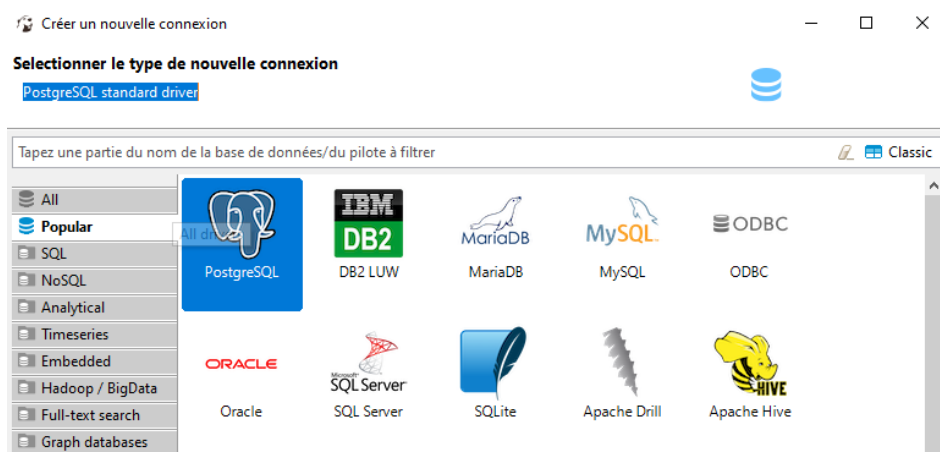 Créer un nouvelle connexion
Selectionner le type de nouvelle connexion
PostgreSQL standard driver
Tapez une partie du nom de la base de données/du pilote à filtrer
Classic
All
Popular
SQL
NoSQL
Analytical
Timeseries
Embedded
Hadoop / BigData
Full-text search
Graph databases
All
PostgreSQL
IBM
DB2
DB2 LUW
MariaDB
MariaDB
MySQL
MySQL
ODBC
ODBC
ORACLE
Oracle
Microsoft
SQL Server
SQL Server
SQLite
Apache Drill
HIVE
Apache Hive